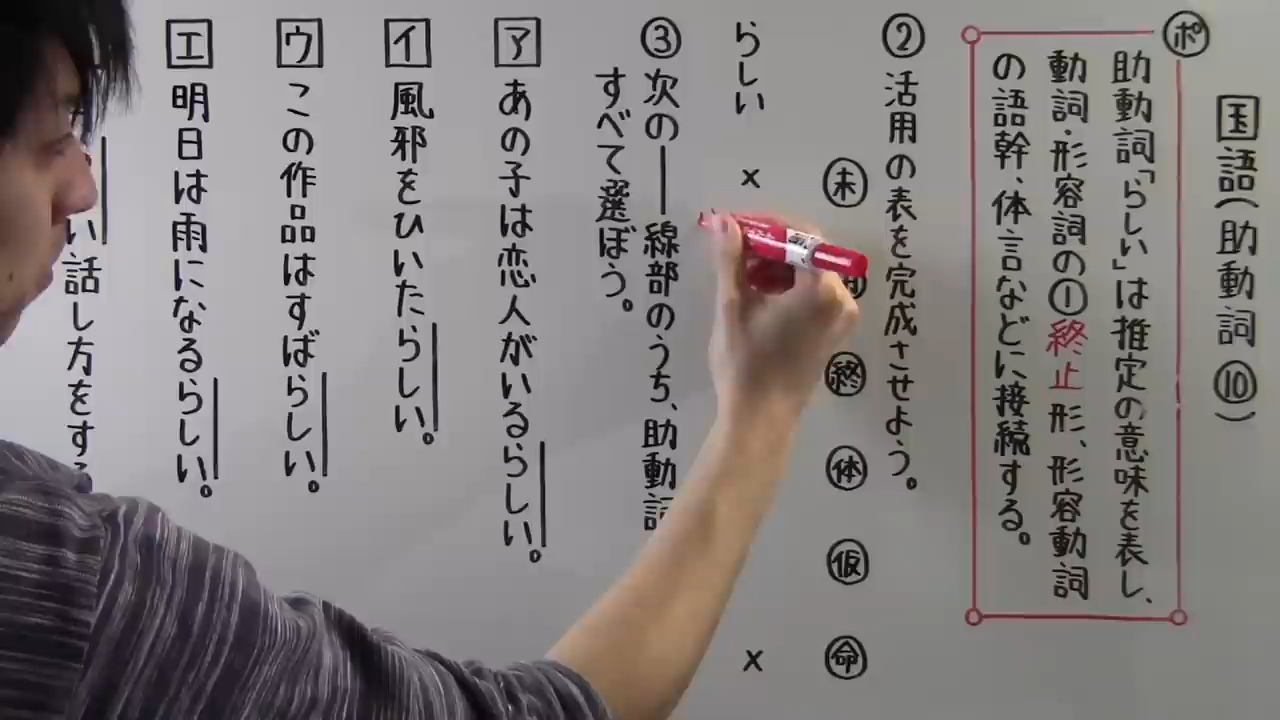 国語(助動詞⑩)
ポ
助動詞「らしい」は推定の意味を表し、
動詞・形容詞の①終止形、形容動詞
の語幹、体言などに接続する。
② 活用の表を完成させよう。
未
終
体
仮
命
らしい × ×
③ 次の━━線部のうち、助動詞
すべて選ぼう。
ア あの子は恋人がいるらしい。
イ 風邪をひいたらしい。
ウ この作品はすばらしい。
エ 明日は雨になるらしい。
い話し方をする